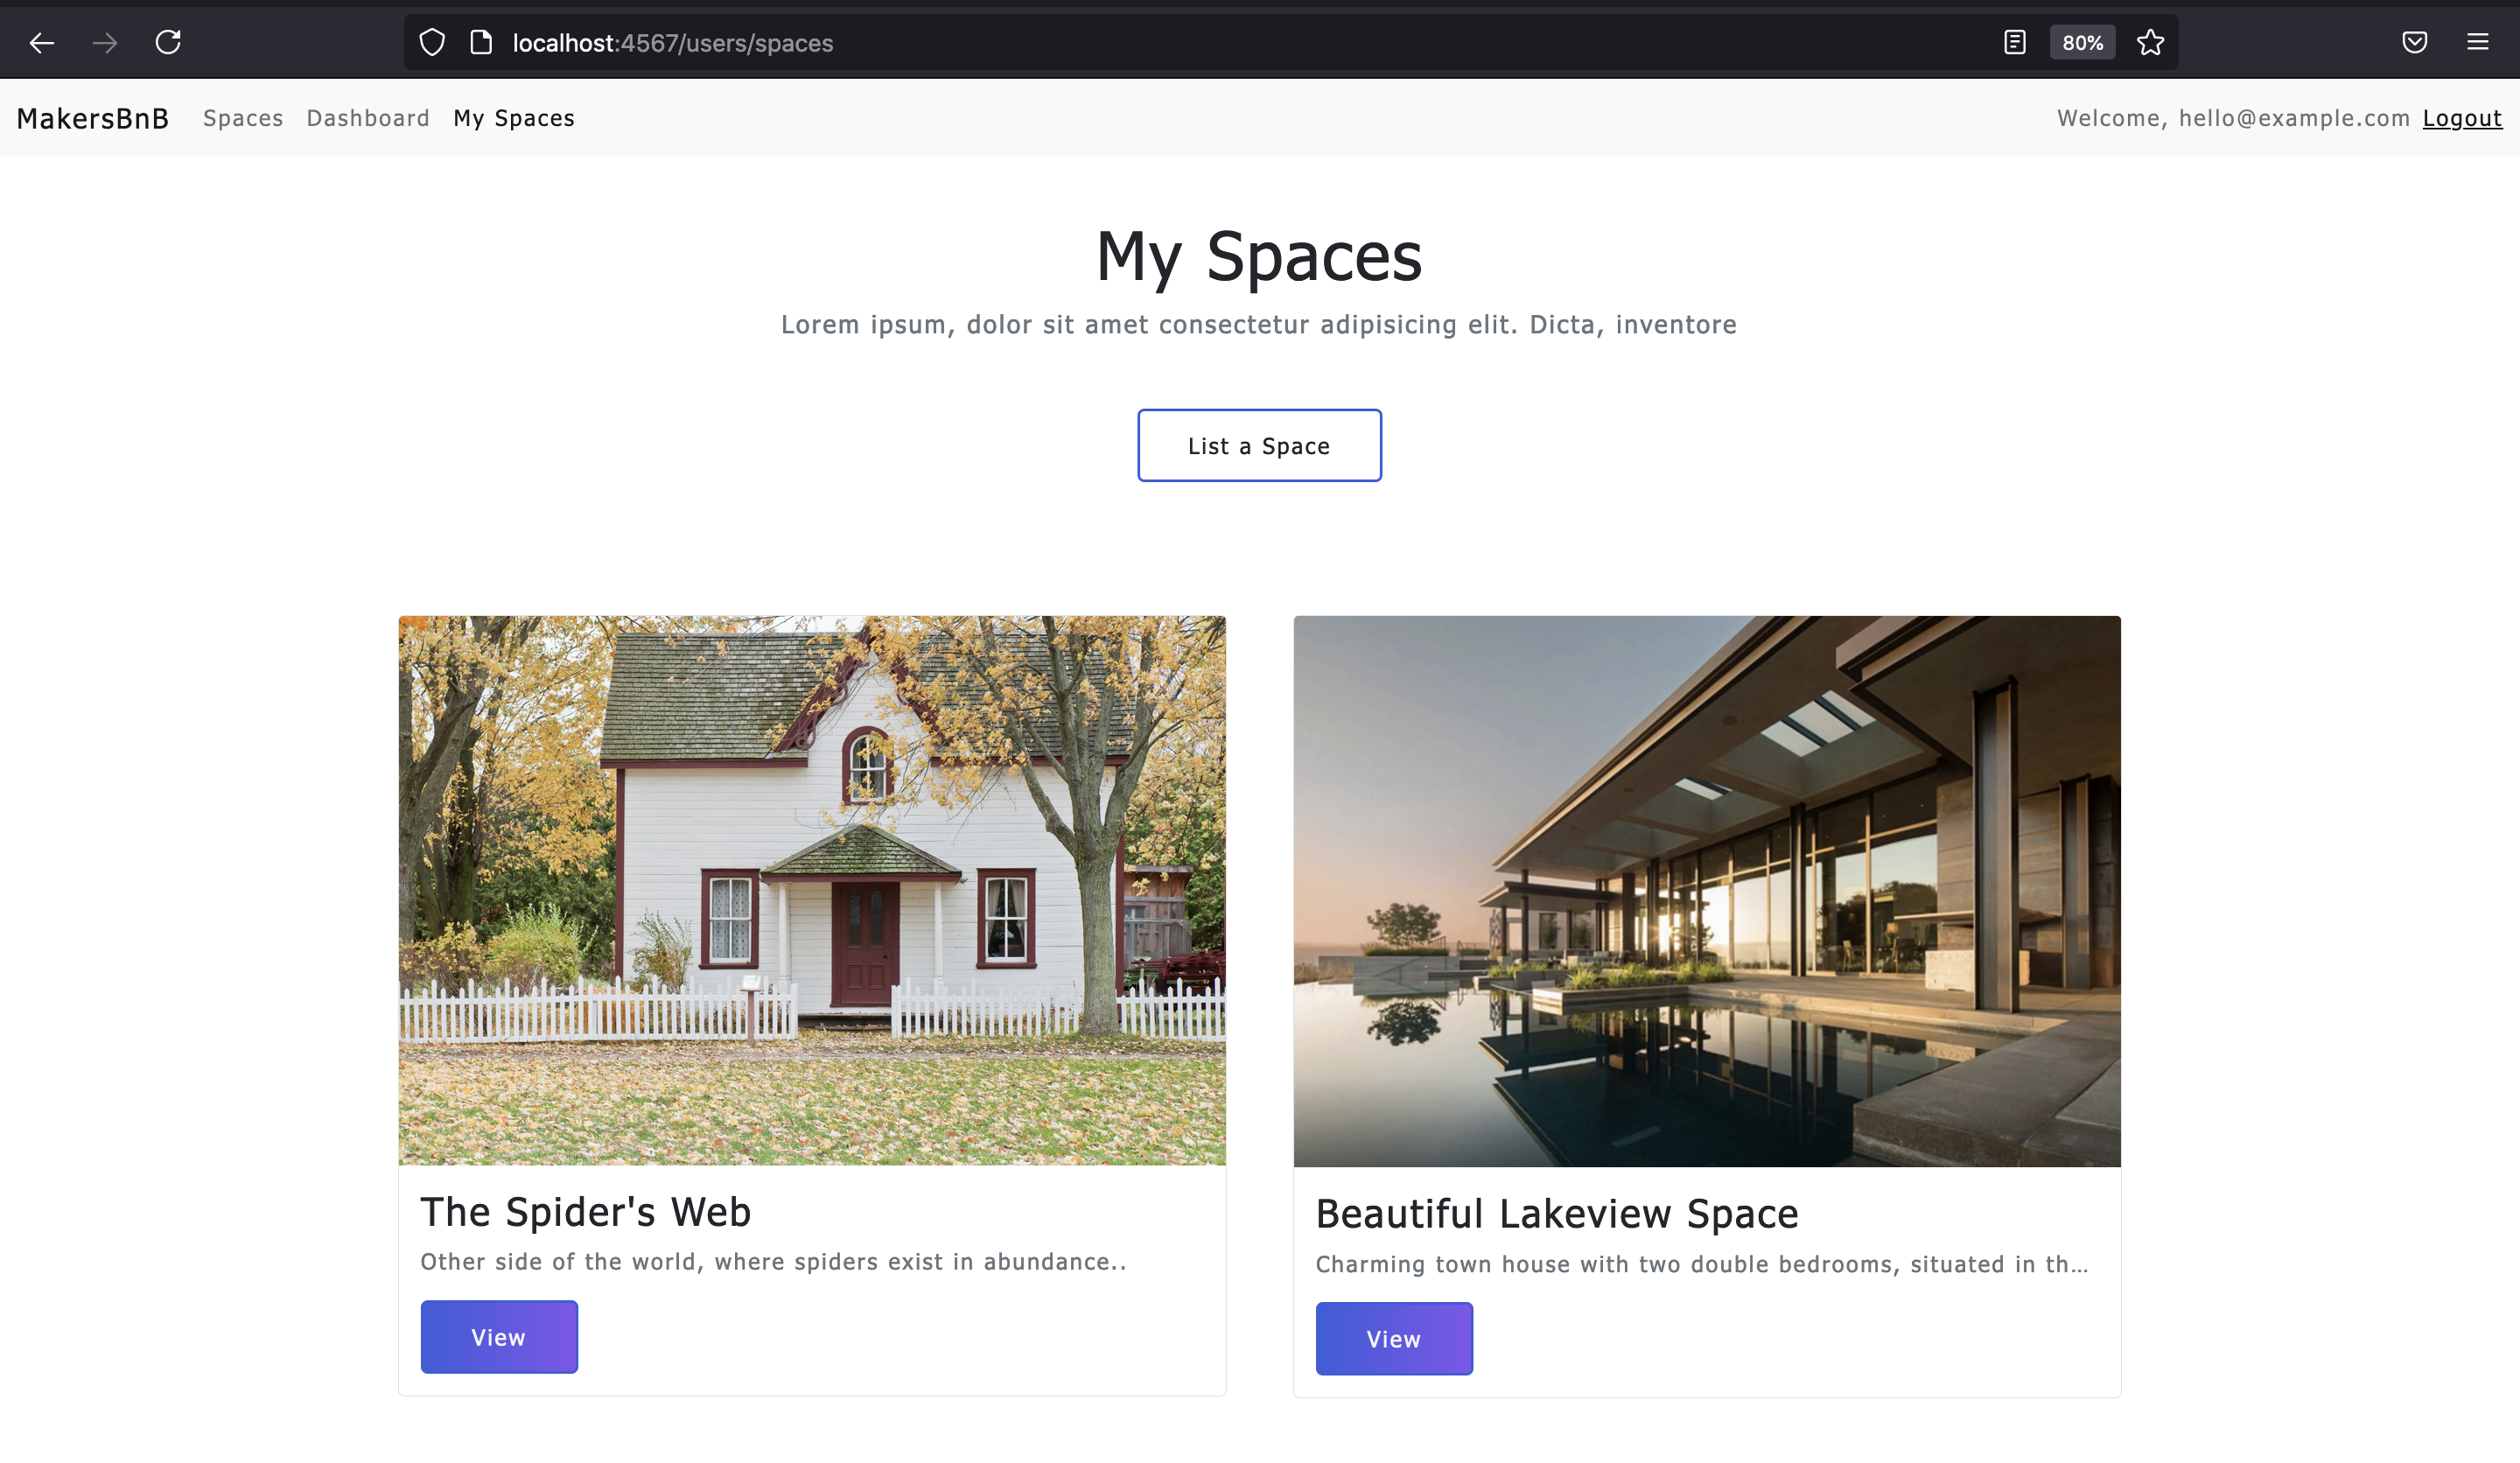 localhost:4567/users/spaces
80%
MakersBnB Spaces Dashboard My Spaces
Welcome, hello@example.com Logout
My Spaces
Lorem ipsum, dolor sit amet consectetur adipisicing elit. Dicta, inventore
List a Space
The Spider's Web
Other side of the world, where spiders exist in abundance..
View
Beautiful Lakeview Space
Charming town house with two double bedrooms, situated in th...
View